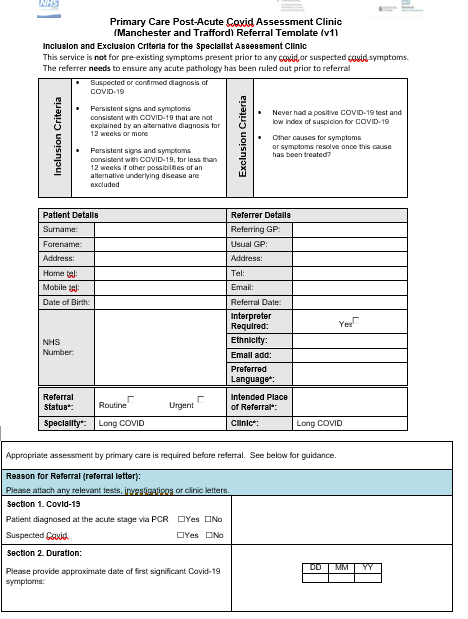 Primary Care Post-Acute Covid Assessment Clinic
(Manchester and Trafford) Referral Template (v1)
Inclusion and Exclusion Criteria for the Specialist Assessment Clinic
This service is not for pre-existing symptoms present prior to any covid or suspected covid symptoms.
The referrer needs to ensure any acute pathology has been ruled out prior to referral
Inclusion Criteria
• Suspected or confirmed diagnosis of
COVID-19
• Persistent signs and symptoms
consistent with COVID-19 that are not
explained by an alternative diagnosis for
12 weeks or more
• Persistent signs and symptoms
consistent with COVID-19, for less than
12 weeks if other possibilities of an
alternative underlying disease are
excluded
Exclusion Criteria
• Never had a positive COVID-19 test and
low index of suspicion for COVID-19
• Other causes for symptoms
or symptoms resolve once this cause
has been treated?
Patient Details Referrer Details
Surname: Referring GP:
Forename: Usual GP:
Address: Address:
Home tel: Tel:
Mobile tel: Email:
Date of Birth: Referral Date:
NHS
Number:
Interpreter
Required: Yes☐
Ethnicity:
Email add:
Preferred
Language*:
Referral
Status*: Routine☐ Urgent ☐
Intended Place
of Referral*:
Speciality*: Long COVID Clinic*: Long COVID
Appropriate assessment by primary care is required before referral. See below for guidance.
Reason for Referral (referral letter):
Please attach any relevant tests, investigations or clinic letters.
Section 1. Covid-19
Patient diagnosed at the acute stage via PCR ☐Yes ☐No
Suspected Covid ☐Yes ☐No
Section 2. Duration:
Please provide approximate date of first significant Covid-19
symptoms:
DD MM YY